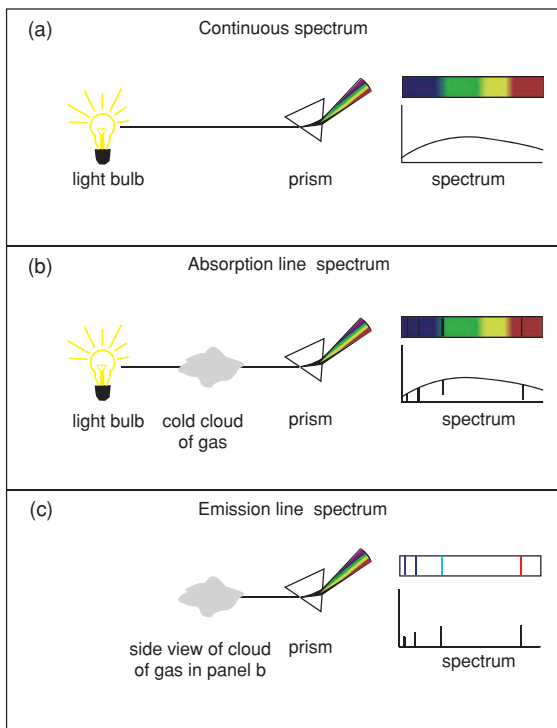 (a)
Continuous spectrum
light bulb
prism
spectrum
(b)
Absorption line  spectrum
light bulb
cold cloud
of gas
prism
spectrum
(c)
Emission line  spectrum
side view of cloud
of gas in panel b
prism
spectrum